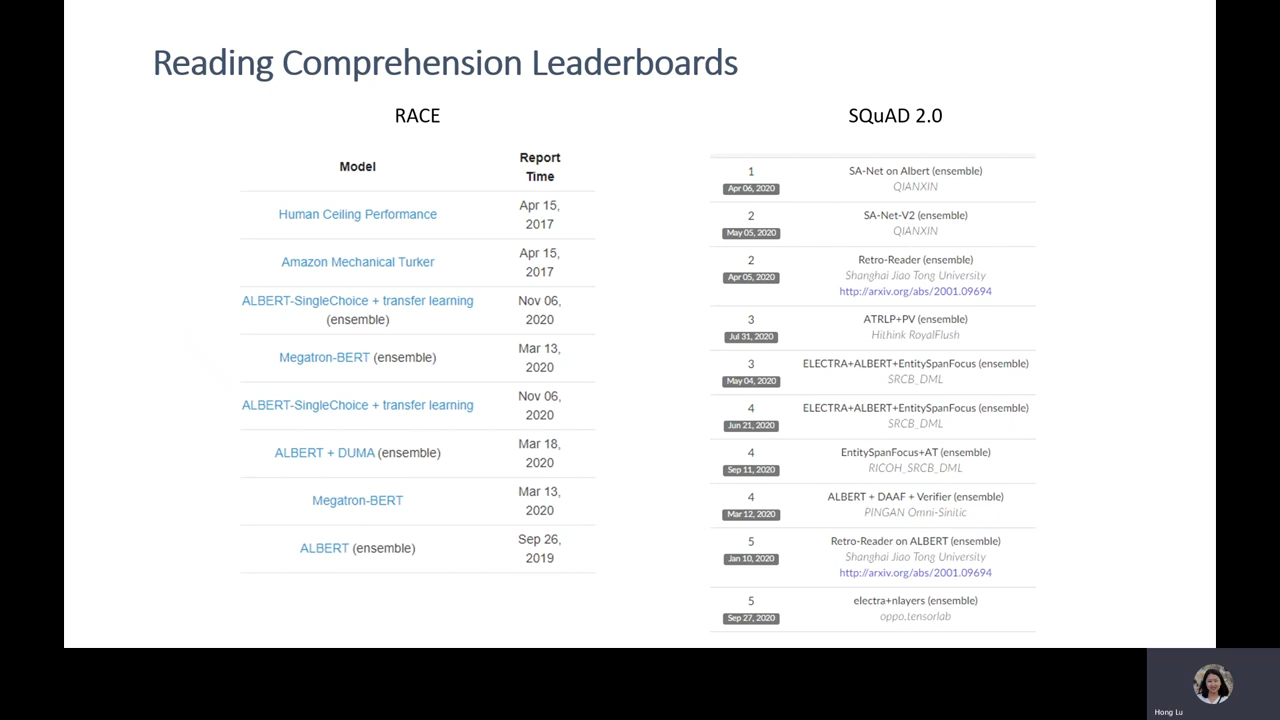 Reading Comprehension Leaderboards
RACE
Model
Report
Time
Human Ceiling Performance
Apr 15,
2017
Amazon Mechanical Turker
Apr 15,
2017
ALBERT-SingleChoice + transfer learning
(ensemble)
Nov 06,
2020
Megatron-BERT (ensemble)
Mar 13,
2020
ALBERT-SingleChoice + transfer learning
Nov 06,
2020
ALBERT + DUMA (ensemble)
Mar 18,
2020
Megatron-BERT
Mar 13,
2020
ALBERT (ensemble)
Sep 26,
2019
SQuAD 2.0
1
Apr 06, 2020
SA-Net on Albert (ensemble)
QIANXIN
2
May 05, 2020
SA-Net-V2 (ensemble)
QIANXIN
2
Apr 05, 2020
Retro-Reader (ensemble)
Shanghai Jiao Tong University
http://arxiv.org/abs/2001.09694
3
Jul 31, 2020
ATRLP+PV (ensemble)
Hithink RoyalFlush
3
May 04, 2020
ELECTRA+ALBERT+EntitySpanFocus (ensemble)
SRCB_DML
4
Jun 21, 2020
ELECTRA+ALBERT+EntitySpanFocus (ensemble)
SRCB_DML
4
Sep 11, 2020
EntitySpanFocus+AT (ensemble)
RICOH_SRCB_DML
4
Mar 12, 2020
ALBERT + DAAF + Verifier (ensemble)
PINGAN Omni-Sinitic
5
Jan 10, 2020
Retro-Reader on ALBERT (ensemble)
Shanghai Jiao Tong University
http://arxiv.org/abs/2001.09694
5
Sep 27, 2020
electra+nlayers (ensemble)
oppo.tensorlab
Hong Lu